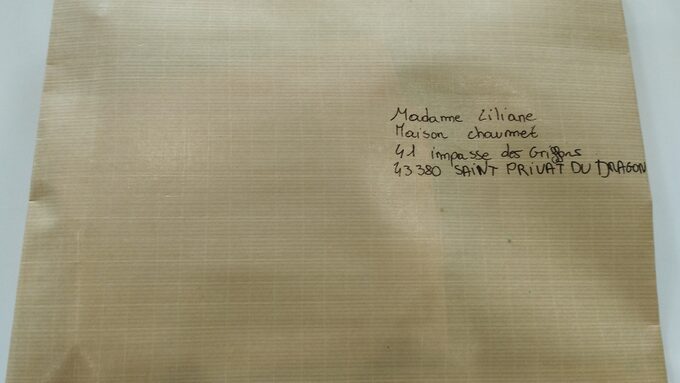 Madame Liliane
Maison chaumet
41 impasse des Griffons
43380 SAINT PRIVAT DU DRAGON